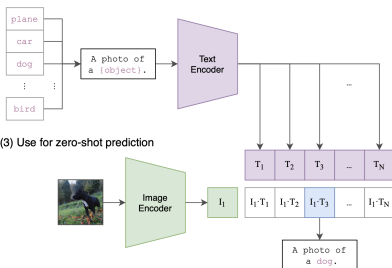 plane
car
dog
⋮ ⋮
bird
A photo of
a {object}.
Text
Encoder
...
(3) Use for zero-shot prediction
Image
Encoder
T1 T2 T3 ... TN
I1 I1·T1 I1·T2 I1·T3 ... I1·TN
A photo of
a dog.